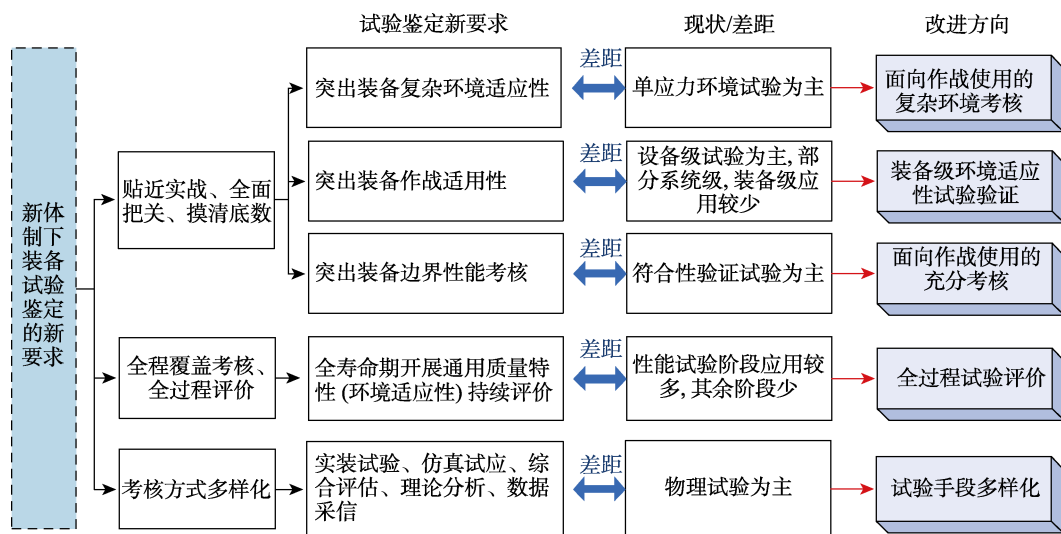 试验鉴定新要求
现状/差距
改进方向
新体
制下
装备
试验
鉴定
的新
要求
贴近实战、全面
把关、摸清底数
突出装备复杂环境适应性
差距
单应力环境试验为主
面向作战使用的
复杂环境考核
突出装备作战适用性
差距
设备级试验为主, 部
分系统级, 装备级应
用较少
装备级环境适应
性试验验证
突出装备边界性能考核
差距
符合性验证试验为主
面向作战使用的
充分考核
全程覆盖考核、
全过程评价
全寿命期开展通用质量特
性 (环境适应性) 持续评价
差距
性能试验阶段应用较
多, 其余阶段少
全过程试验评价
考核方式多样化
实装试验、仿真试应、综
合评估、理论分析、数据
采信
差距
物理试验为主
试验手段多样化